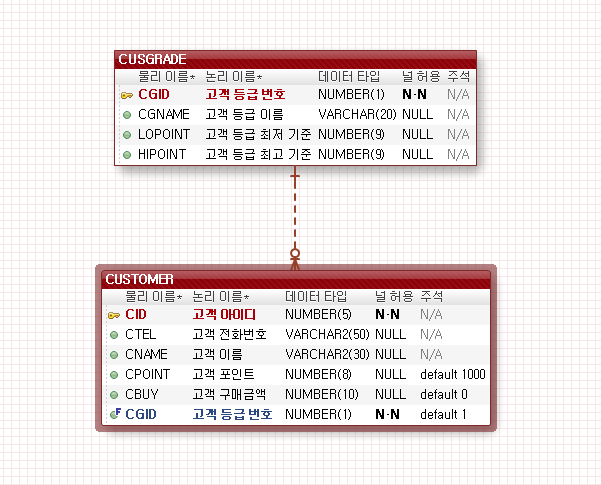 CUSGRADE
물리 이름* 논리 이름* 데이터 타입 널 허용 주석
CGID 고객 등급 번호 NUMBER(1) N·N N/A
CGNAME 고객 등급 이름 VARCHAR(20) NULL N/A
LOPOINT 고객 등급 최저 기준 NUMBER(9) NULL N/A
HIPOINT 고객 등급 최고 기준 NUMBER(9) NULL N/A
CUSTOMER
물리 이름* 논리 이름* 데이터 타입 널 허용 주석
CID 고객 아이디 NUMBER(5) N·N N/A
CTEL 고객 전화번호 VARCHAR2(50) NULL N/A
CNAME 고객 이름 VARCHAR2(30) NULL N/A
CPOINT 고객 포인트 NUMBER(8) NULL default 1000
CBUY 고객 구매금액 NUMBER(10) NULL default 0
F CGID 고객 등급 번호 NUMBER(1) N·N default 1